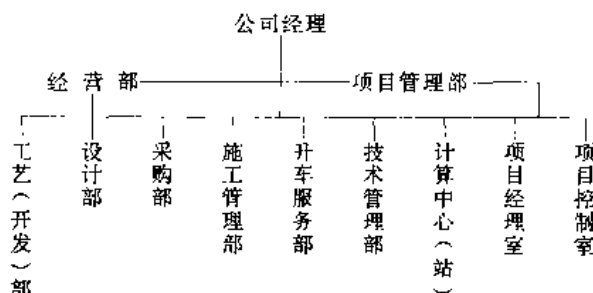 公司经理
经营部
项目管理部
工艺（开发）部
设计部
采购部
施工管理部
开车服务部
技术管理部
计算中心（站）
项目经理室
项目控制室